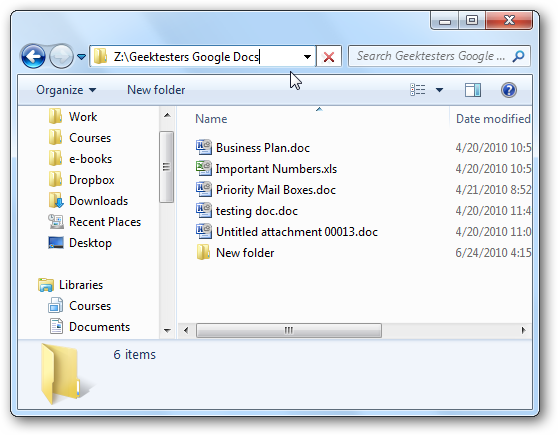 Z:\Geektesters Google Docs
Search Geektesters Google ...
Organize New folder
Work
Courses
e-books
Dropbox
Downloads
Recent Places
Desktop
Libraries
Courses
Documents
Name Date modified
Business Plan.doc 4/20/2010 10:5
Important Numbers.xls 4/20/2010 10:5
Priority Mail Boxes.doc 4/21/2010 8:52
testing doc.doc 4/20/2010 11:4
Untitled attachment 00013.doc 4/20/2010 11:0
New folder 6/24/2010 4:15
6 items